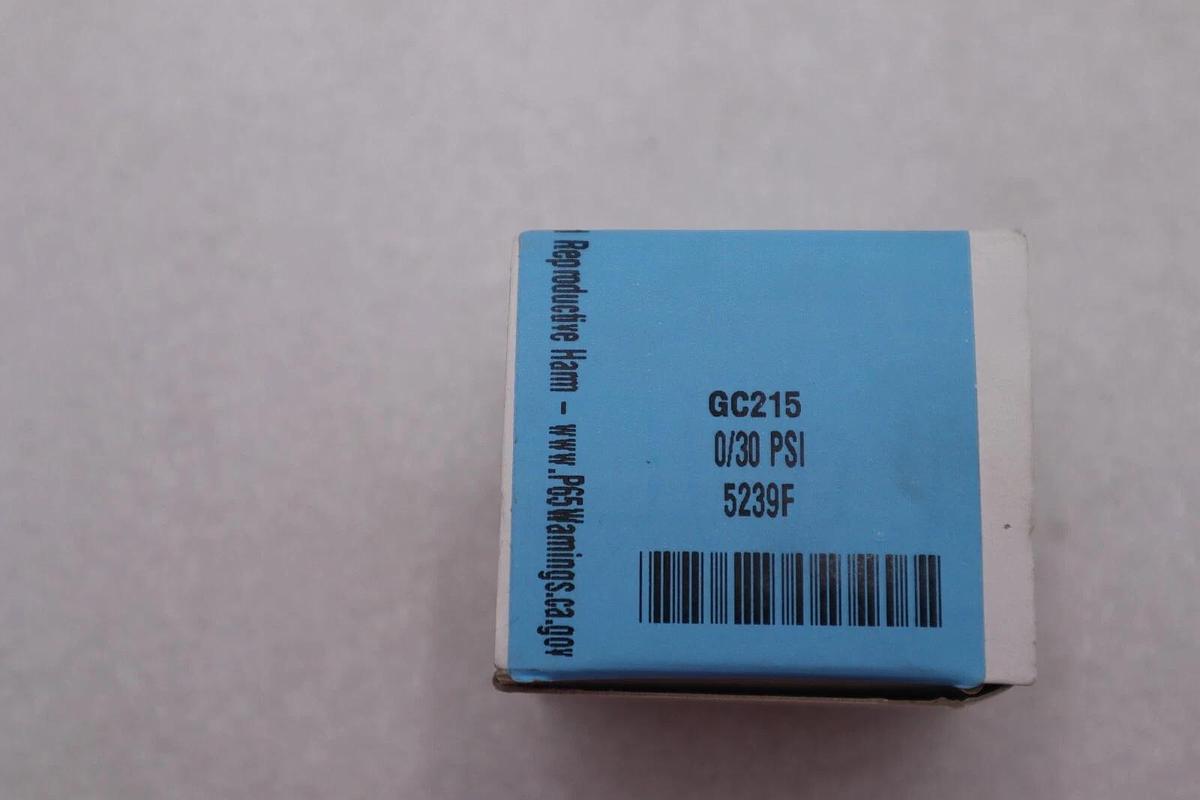 Reproductive Harm - www.P65Warnings.ca.gov
GC215
0/30 PSI
5239F